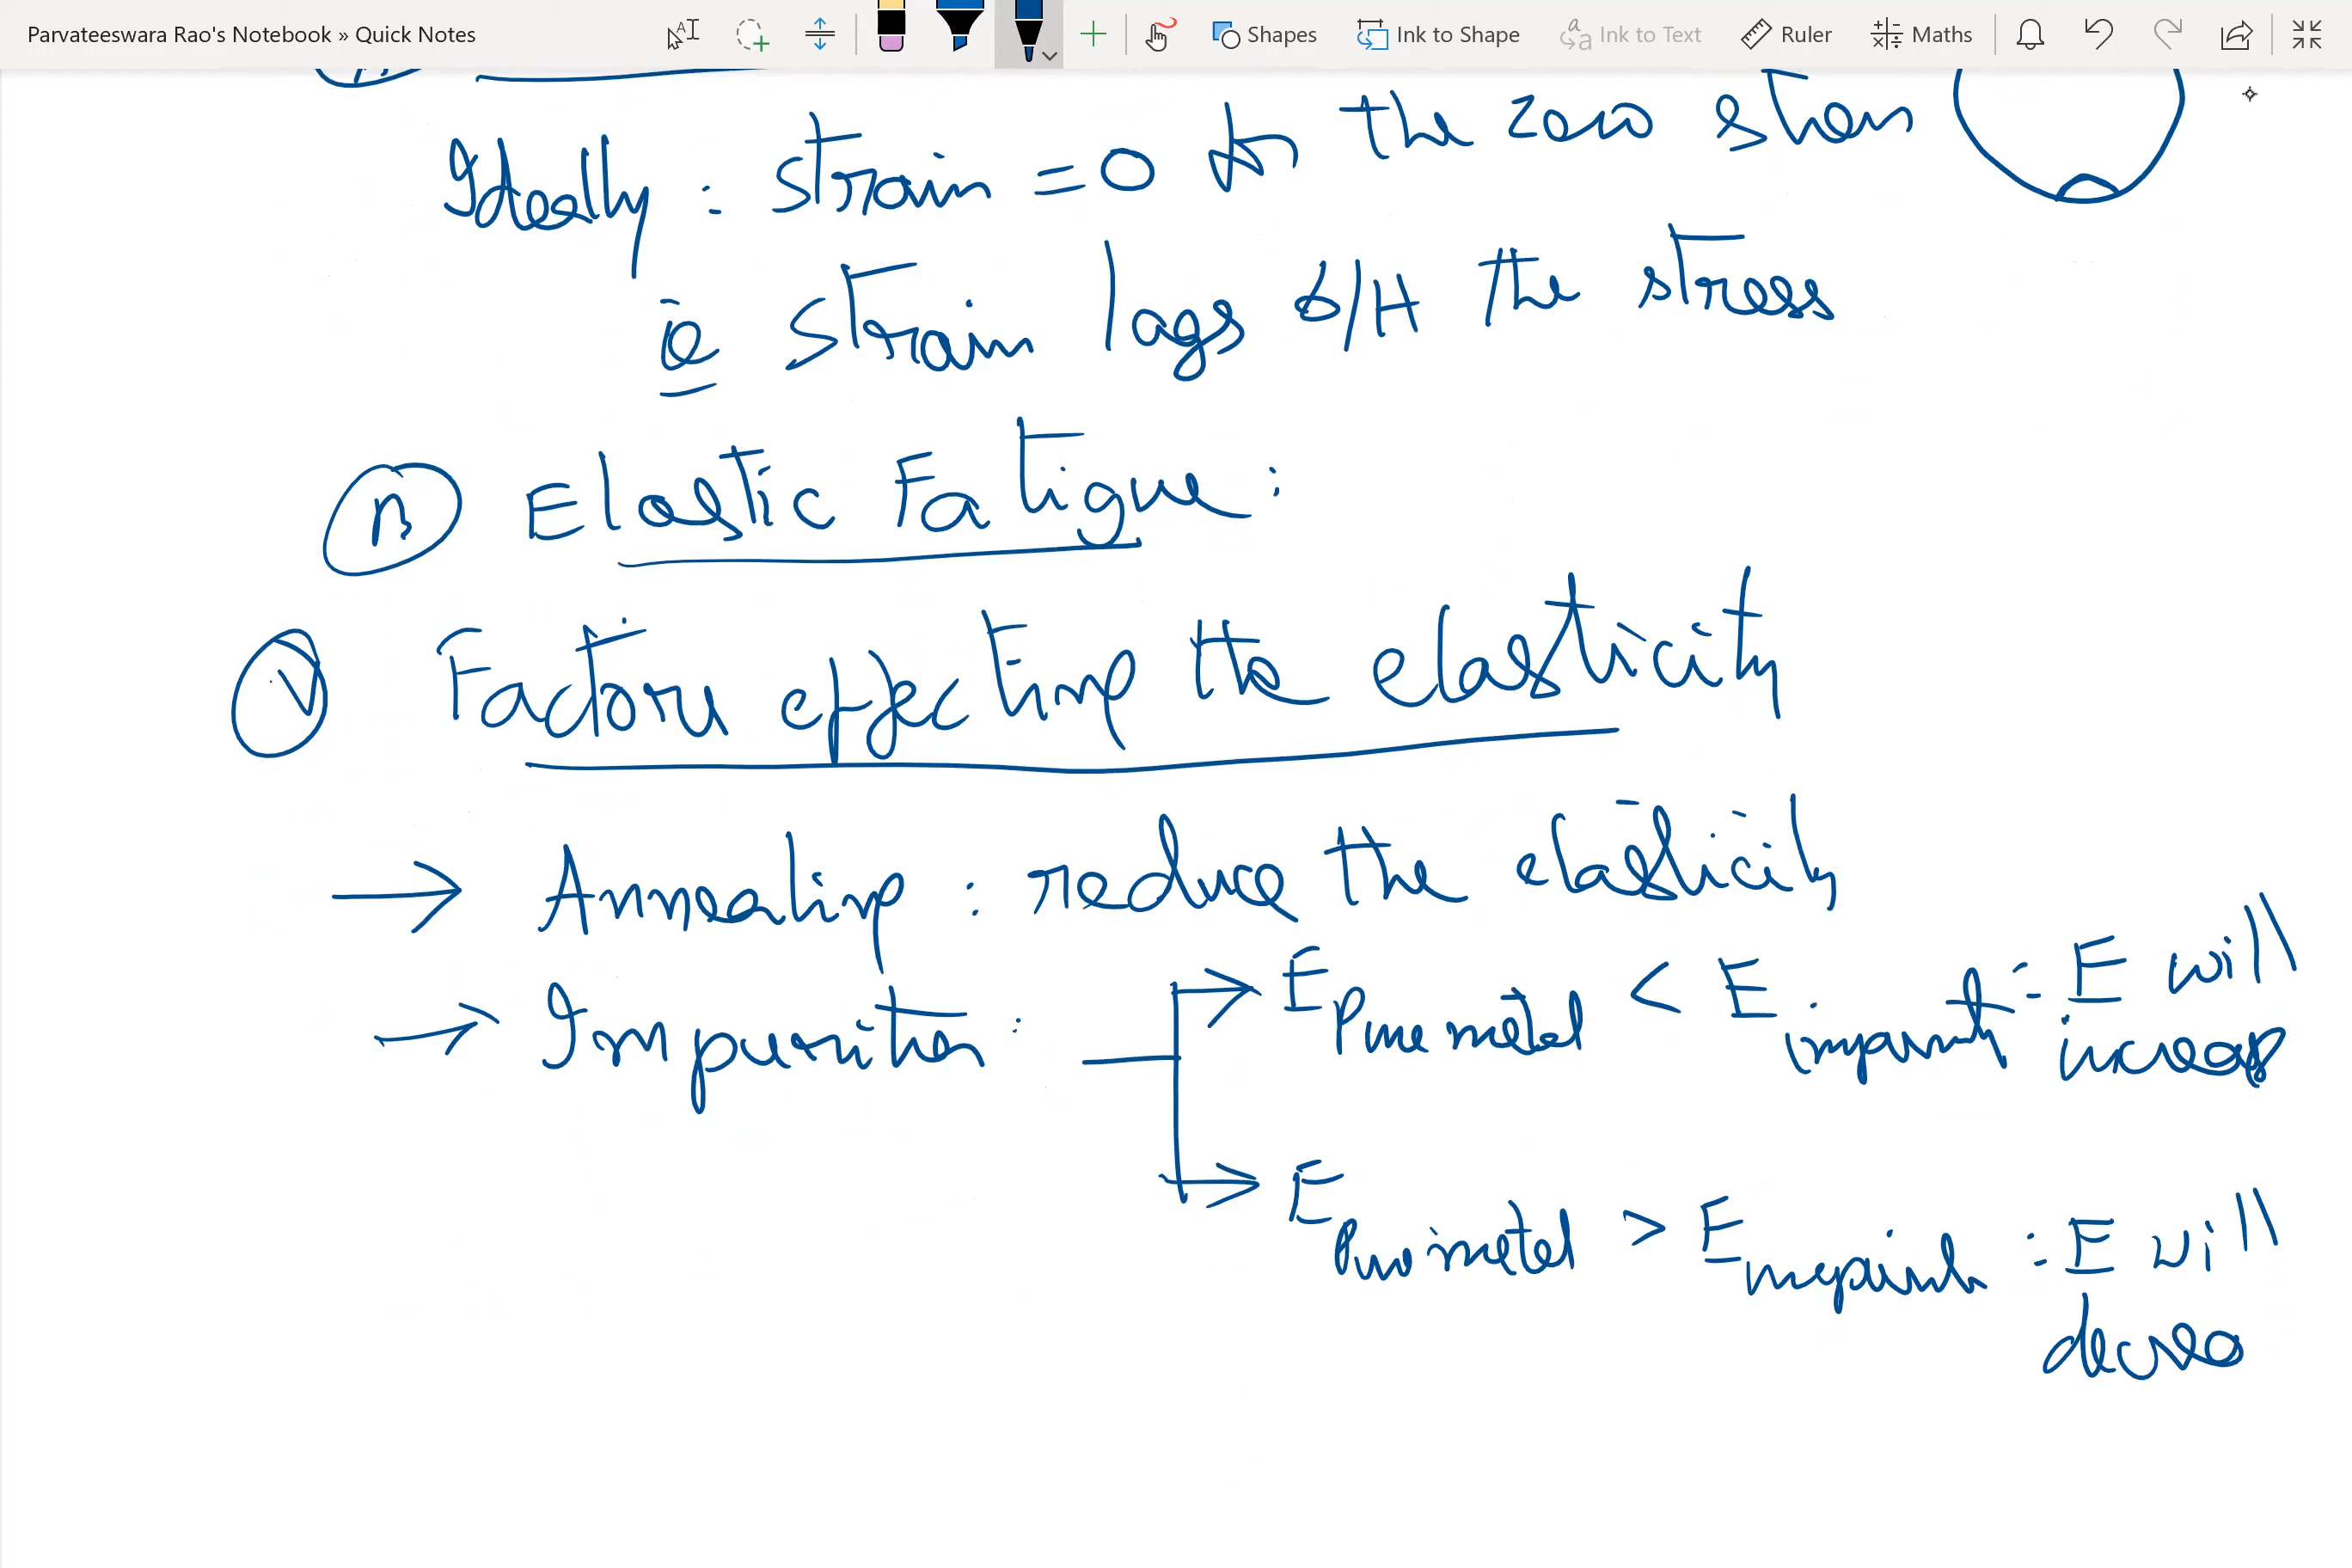 Parvateeswara Rao's Notebook » Quick Notes
Shapes Ink to Shape Ink to Text Ruler Maths
Ideally : strain = 0 for the zero stress
ie strain lags b/H the stress
n Elastic Fatigue :
V Factors effecting the elasticity
→ Annealing : reduce the elasticity
→ Impurities :
→ E Pure metal < E impurity : E will increas
→ E Pure metal > E impurity : E will decrea